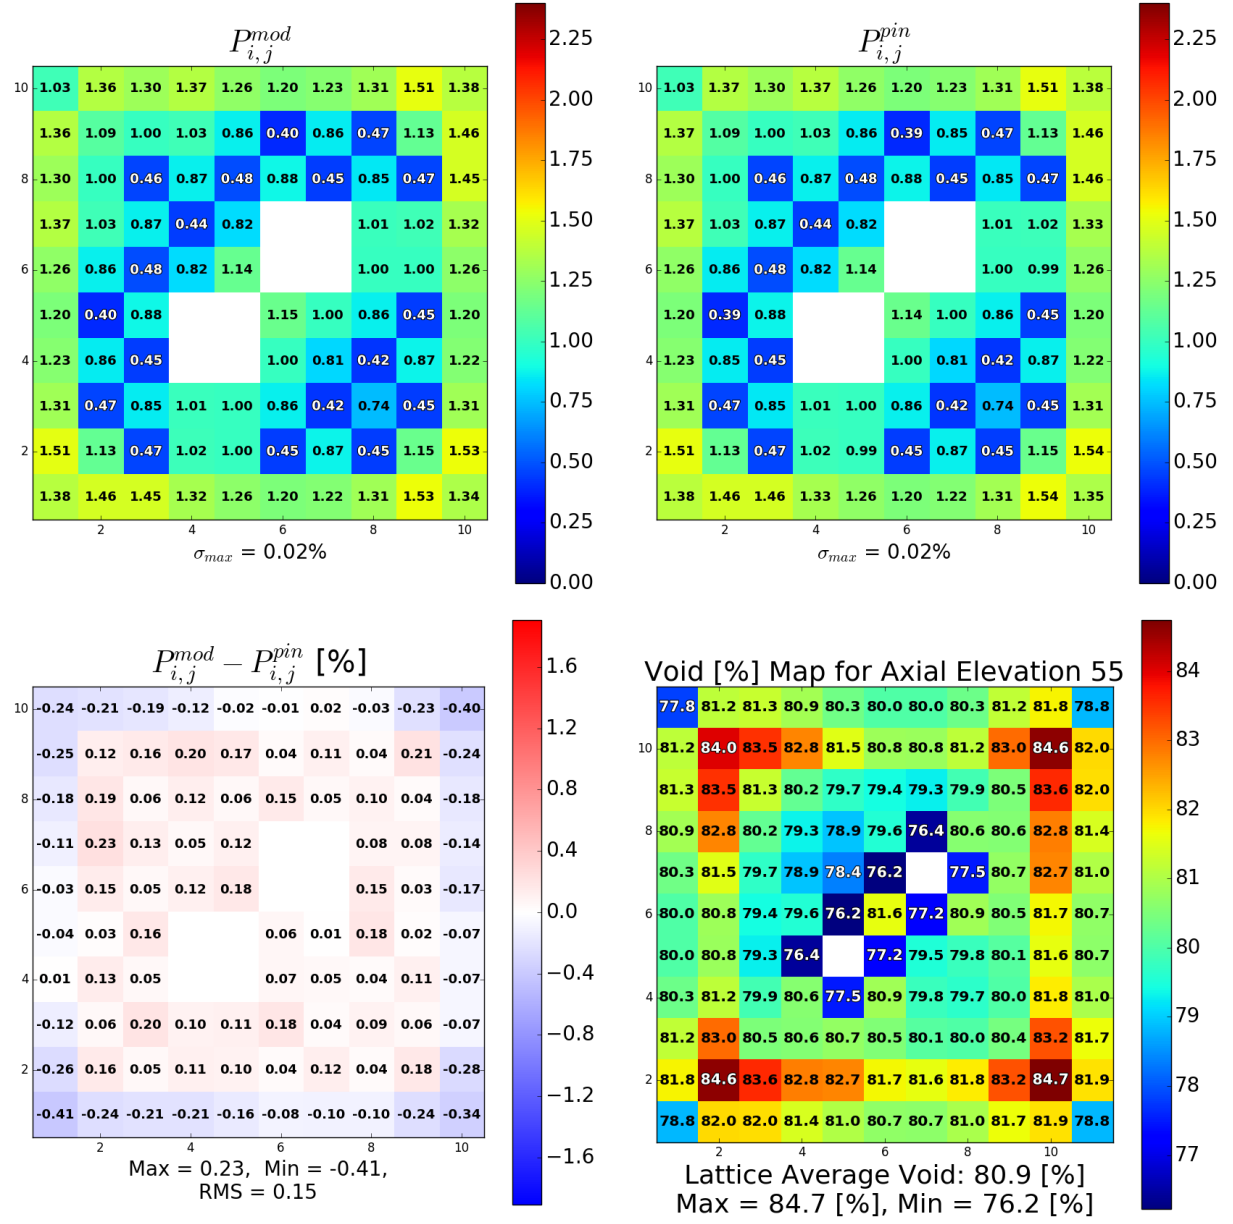 P_{i,j}^{mod}
10 1.03 1.36 1.30 1.37 1.26 1.20 1.23 1.31 1.51 1.38
1.36 1.09 1.00 1.03 0.86 0.40 0.86 0.47 1.13 1.46
8 1.30 1.00 0.46 0.87 0.48 0.88 0.45 0.85 0.47 1.45
1.37 1.03 0.87 0.44 0.82 1.01 1.02 1.32
6 1.26 0.86 0.48 0.82 1.14 1.00 1.00 1.26
1.20 0.40 0.88 1.15 1.00 0.86 0.45 1.20
4 1.23 0.86 0.45 1.00 0.81 0.42 0.87 1.22
1.31 0.47 0.85 1.01 1.00 0.86 0.42 0.74 0.45 1.31
2 1.51 1.13 0.47 1.02 1.00 0.45 0.87 0.45 1.15 1.53
1.38 1.46 1.45 1.32 1.26 1.20 1.22 1.31 1.53 1.34
2 4 6 8 10
σ_{max} = 0.02%
2.25
2.00
1.75
1.50
1.25
1.00
0.75
0.50
0.25
0.00
P_{i,j}^{pin}
10 1.03 1.37 1.30 1.37 1.26 1.20 1.23 1.31 1.51 1.38
1.37 1.09 1.00 1.03 0.86 0.39 0.85 0.47 1.13 1.46
8 1.30 1.00 0.46 0.87 0.48 0.88 0.45 0.85 0.47 1.46
1.37 1.03 0.87 0.44 0.82 1.01 1.02 1.33
6 1.26 0.86 0.48 0.82 1.14 1.00 0.99 1.26
1.20 0.39 0.88 1.14 1.00 0.86 0.45 1.20
4 1.23 0.85 0.45 1.00 0.81 0.42 0.87 1.22
1.31 0.47 0.85 1.01 1.00 0.86 0.42 0.74 0.45 1.31
2 1.51 1.13 0.47 1.02 0.99 0.45 0.87 0.45 1.15 1.54
1.38 1.46 1.46 1.33 1.26 1.20 1.22 1.31 1.54 1.35
2 4 6 8 10
σ_{max} = 0.02%
2.25
2.00
1.75
1.50
1.25
1.00
0.75
0.50
0.25
0.00
P_{i,j}^{mod} − P_{i,j}^{pin} [%]
10 -0.24 -0.21 -0.19 -0.12 -0.02 -0.01 0.02 -0.03 -0.23 -0.40
-0.25 0.12 0.16 0.20 0.17 0.04 0.11 0.04 0.21 -0.24
8 -0.18 0.19 0.06 0.12 0.06 0.15 0.05 0.10 0.04 -0.18
-0.11 0.23 0.13 0.05 0.12 0.08 0.08 -0.14
6 -0.03 0.15 0.05 0.12 0.18 0.15 0.03 -0.17
-0.04 0.03 0.16 0.06 0.01 0.18 0.02 -0.07
4 0.01 0.13 0.05 0.07 0.05 0.04 0.11 -0.07
-0.12 0.06 0.20 0.10 0.11 0.18 0.04 0.09 0.06 -0.07
2 -0.26 0.16 0.05 0.11 0.10 0.04 0.12 0.04 0.18 -0.28
-0.41 -0.24 -0.21 -0.21 -0.16 -0.08 -0.10 -0.10 -0.24 -0.34
2 4 6 8 10
Max = 0.23, Min = -0.41,
RMS = 0.15
1.6
1.2
0.8
0.4
0.0
−0.4
−0.8
−1.2
−1.6
Void [%] Map for Axial Elevation 55
77.8 81.2 81.3 80.9 80.3 80.0 80.0 80.3 81.2 81.8 78.8
10 81.2 84.0 83.5 82.8 81.5 80.8 80.8 81.2 83.0 84.6 82.0
81.3 83.5 81.3 80.2 79.7 79.4 79.3 79.9 80.5 83.6 82.0
8 80.9 82.8 80.2 79.3 78.9 79.6 76.4 80.6 80.6 82.8 81.4
80.3 81.5 79.7 78.9 78.4 76.2 77.5 80.7 82.7 81.0
6 80.0 80.8 79.4 79.6 76.2 81.6 77.2 80.9 80.5 81.7 80.7
80.0 80.8 79.3 76.4 77.2 79.5 79.8 80.1 81.6 80.7
4 80.3 81.2 79.9 80.6 77.5 80.9 79.8 79.7 80.0 81.8 81.0
81.2 83.0 80.5 80.6 80.7 80.5 80.1 80.0 80.4 83.2 81.7
2 81.8 84.6 83.6 82.8 82.7 81.7 81.6 81.8 83.2 84.7 81.9
78.8 82.0 82.0 81.4 81.0 80.7 80.7 81.0 81.7 81.9 78.8
2 4 6 8 10
Lattice Average Void: 80.9 [%]
Max = 84.7 [%], Min = 76.2 [%]
84
83
82
81
80
79
78
77